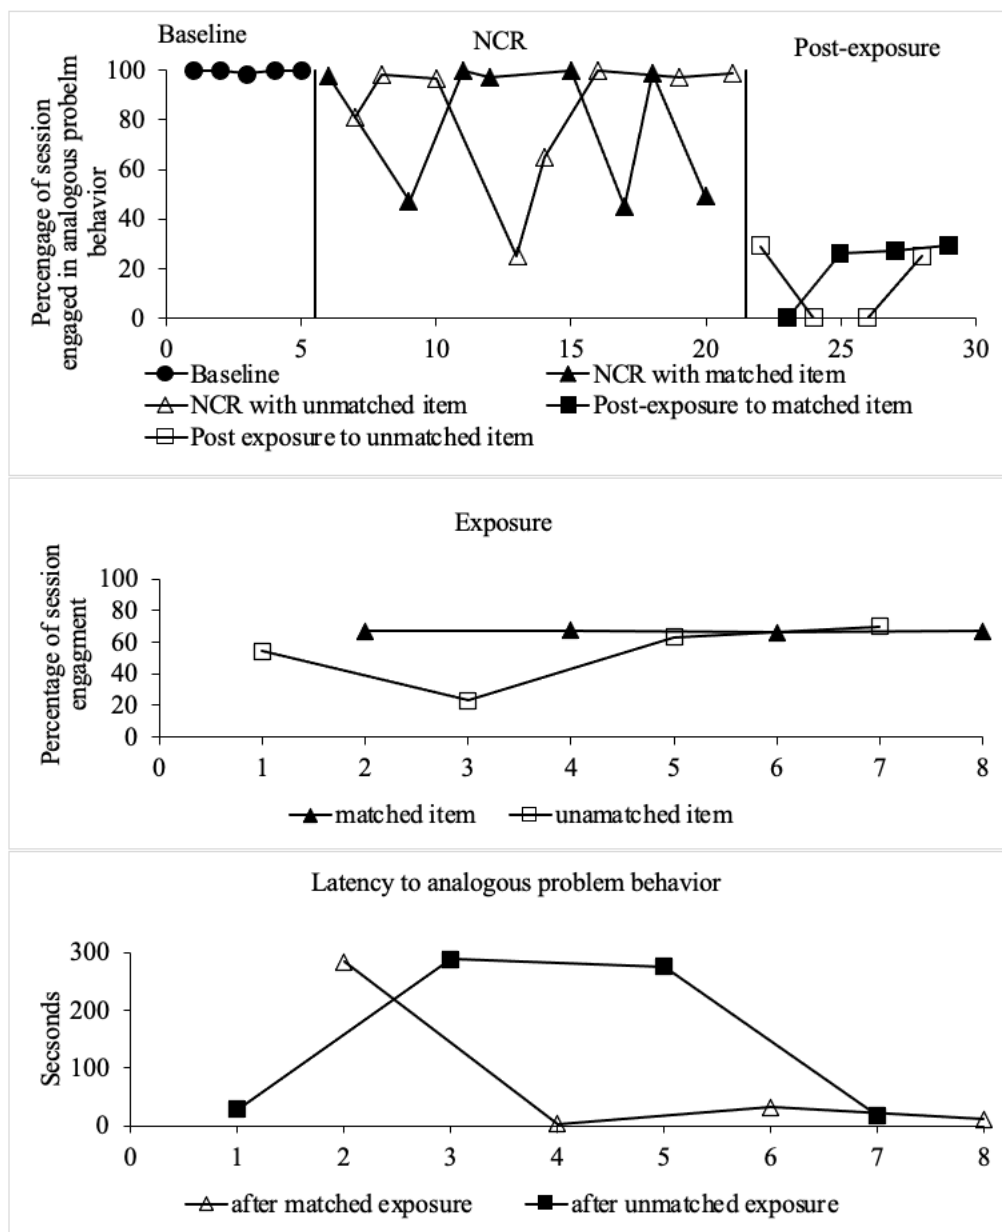 Baseline
NCR
Post-exposure
Percengage of session
engaged in analogous probelm
behavior
100
80
60
40
20
0
0 5 10 15 20 25 30
Baseline
NCR with matched item
NCR with unmatched item
Post-exposure to matched item
Post exposure to unmatched item
Exposure
Percentage of session
engagment
100
80
60
40
20
0
0 1 2 3 4 5 6 7 8
matched item
unamatched item
Latency to analogous problem behavior
Secsonds
300
200
100
0
0 1 2 3 4 5 6 7 8
after matched exposure
after unmatched exposure